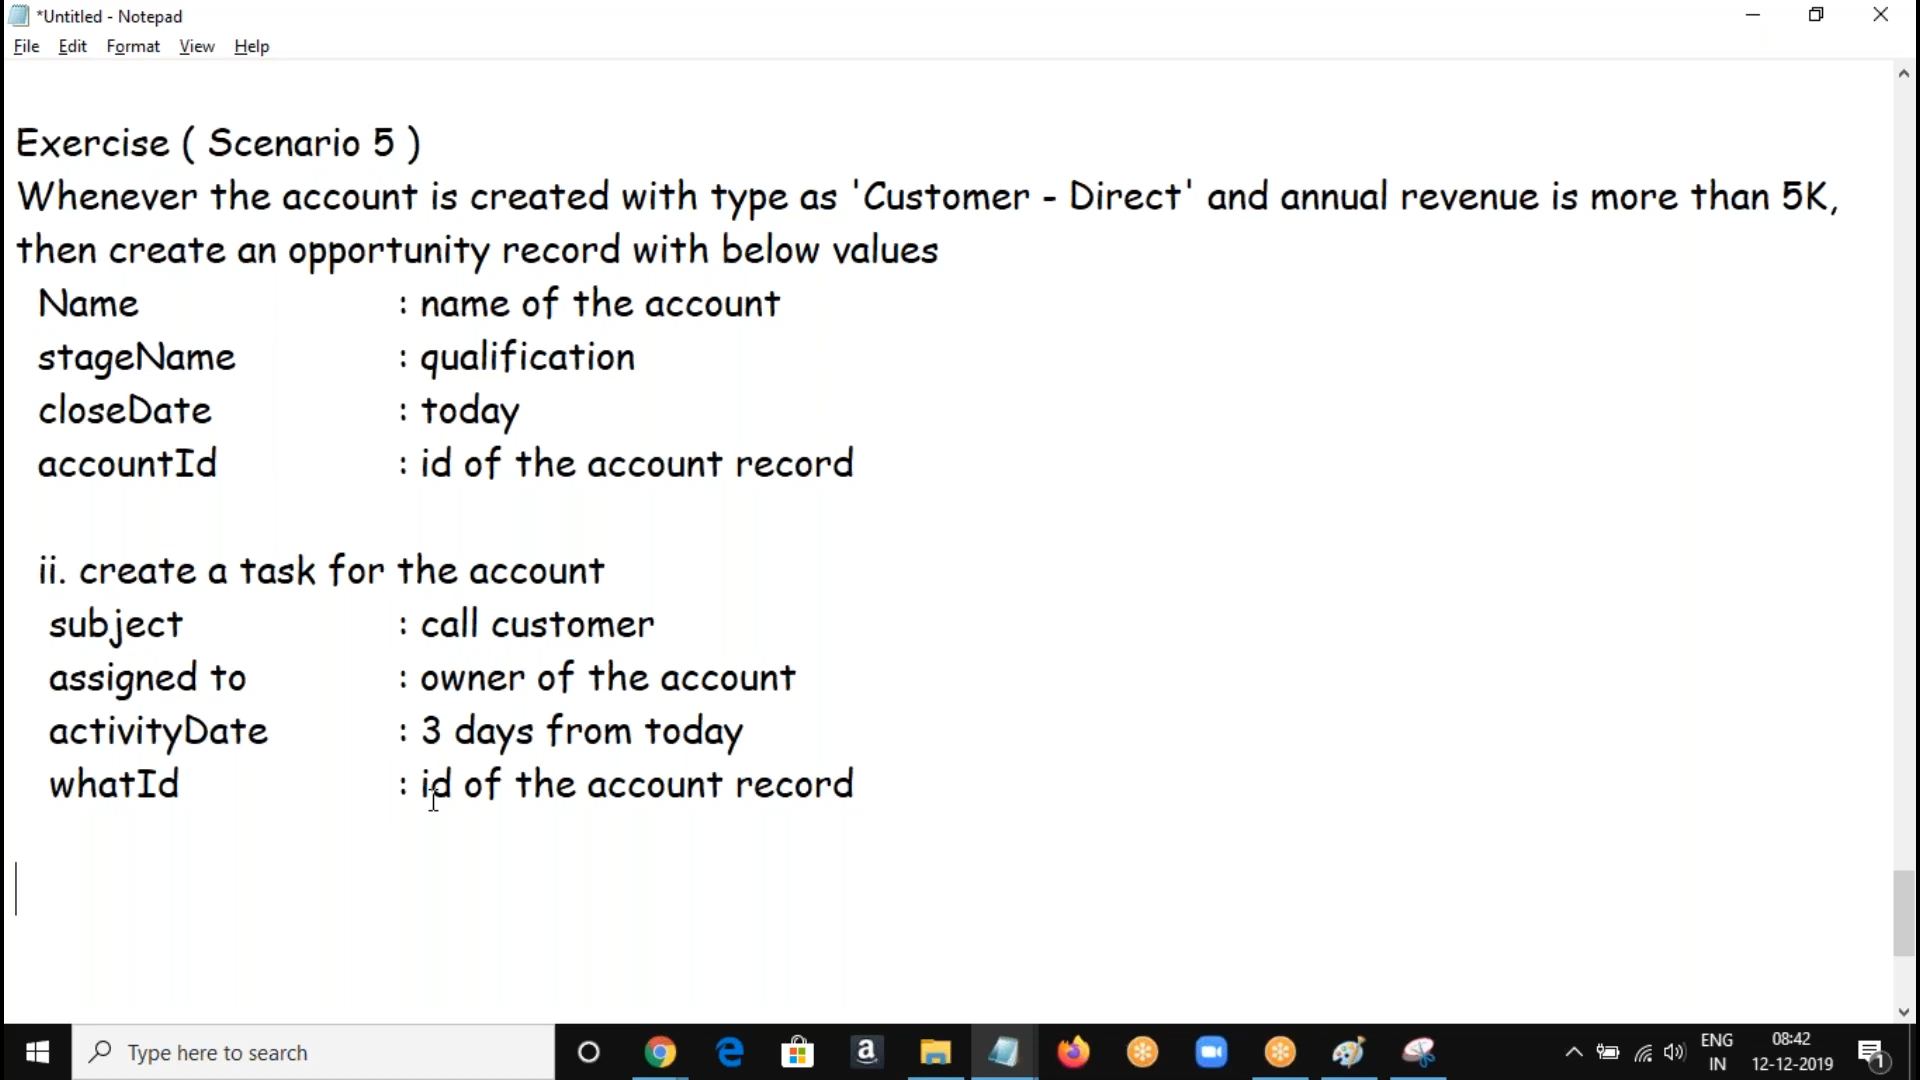 *Untitled - Notepad
File Edit Format View Help
Exercise ( Scenario 5 )
Whenever the account is created with type as 'Customer - Direct' and annual revenue is more than 5K,
then create an opportunity record with below values
Name : name of the account
stageName : qualification
closeDate : today
accountId : id of the account record
ii. create a task for the account
subject : call customer
assigned to : owner of the account
activityDate : 3 days from today
whatId : id of the account record
Type here to search
a
ENG
IN
08:42
12-12-2019
1